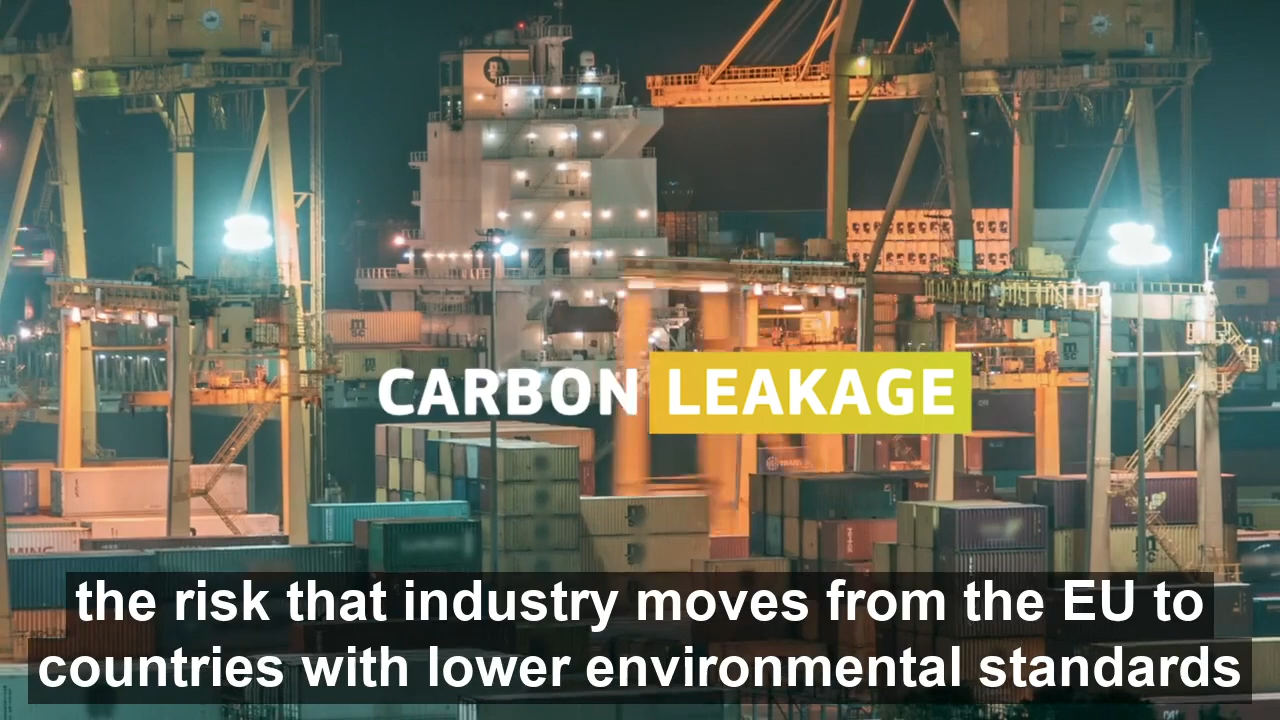 CARBON LEAKAGE
the risk that industry moves from the EU to
countries with lower environmental standards